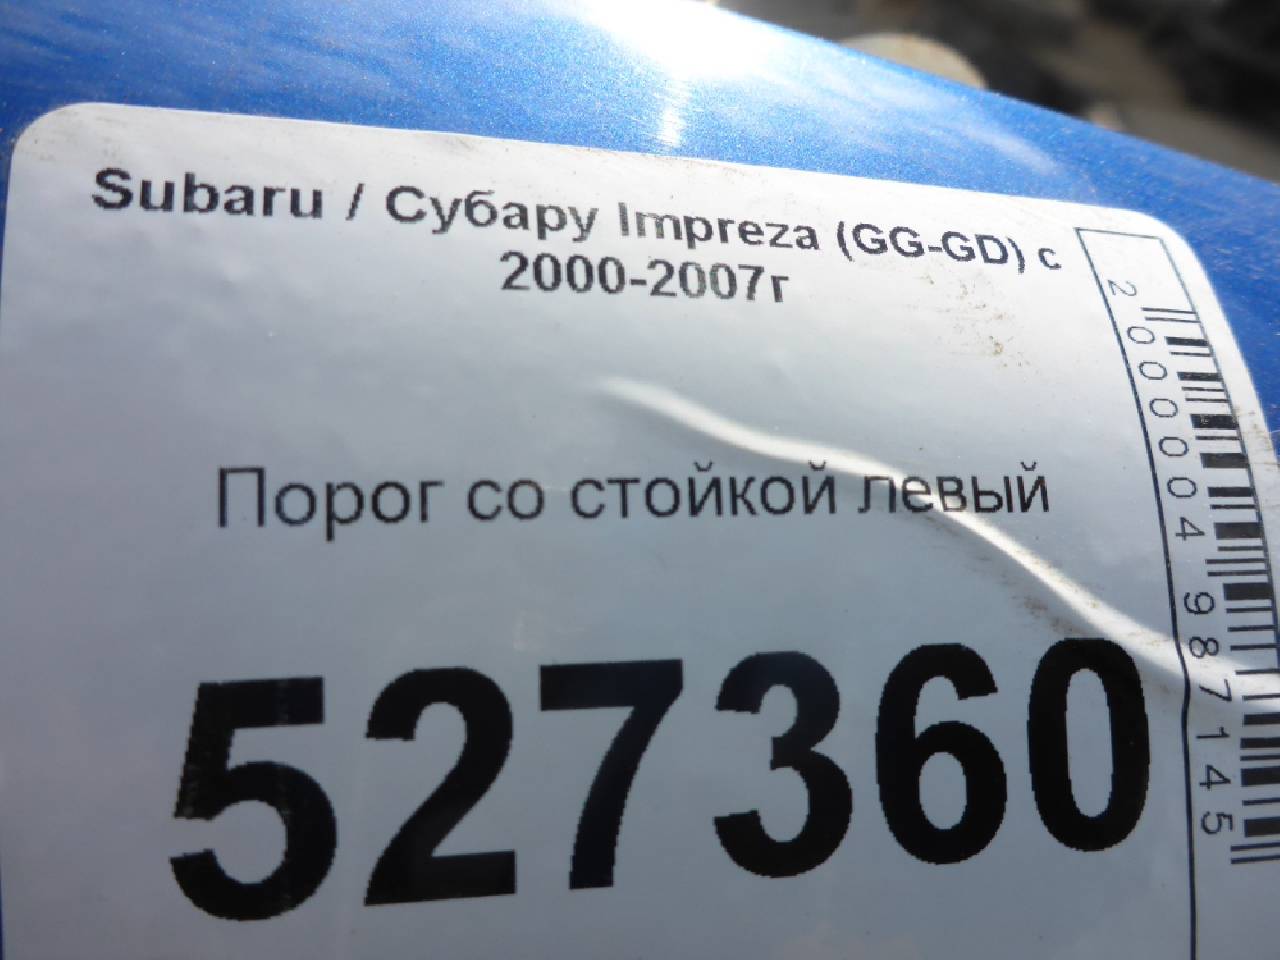 Subaru / Субару Impreza (GG-GD) с
2000-2007г
Порог со стойкой левый
527360
2000004987145